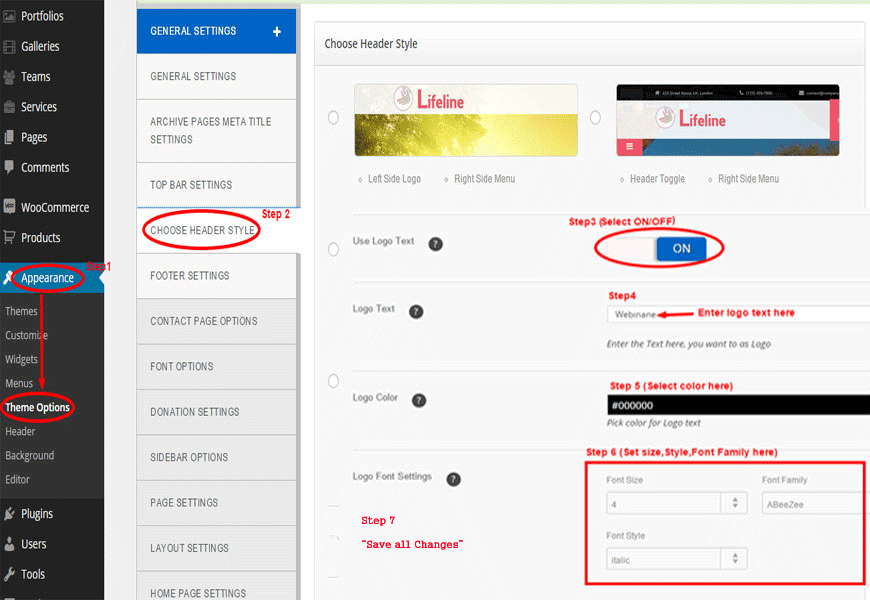 Portfolios
Galleries
Teams
Services
Pages
Comments
WooCommerce
Products
Step1
Appearance
Themes
Customize
Widgets
Menus
Theme Options
Header
Background
Editor
Plugins
Users
Tools
GENERAL SETTINGS +
GENERAL SETTINGS
ARCHIVE PAGES META TITLE
SETTINGS
TOP BAR SETTINGS
Step 2
CHOOSE HEADER STYLE
FOOTER SETTINGS
CONTACT PAGE OPTIONS
FONT OPTIONS
DONATION SETTINGS
SIDEBAR OPTIONS
PAGE SETTINGS
LAYOUT SETTINGS
HOME PAGE SETTINGS
Choose Header Style
Lifeline
Left Side Logo Right Side Menu
Lifeline
Header Toggle Right Side Menu
Step3 (Select ON/OFF)
Use Logo Text ? ON
Step4
Logo Text ? Webinane Enter logo text here
Enter the Text here, you want to as Logo
Step 5 (Select color here)
Logo Color ? #000000
Pick color for Logo text
Step 6 (Set size,Style,Font Family here)
Logo Font Settings ?
Font Size Font Family
4 ABeeZee
Font Style
italic
Step 7
"Save all Changes"